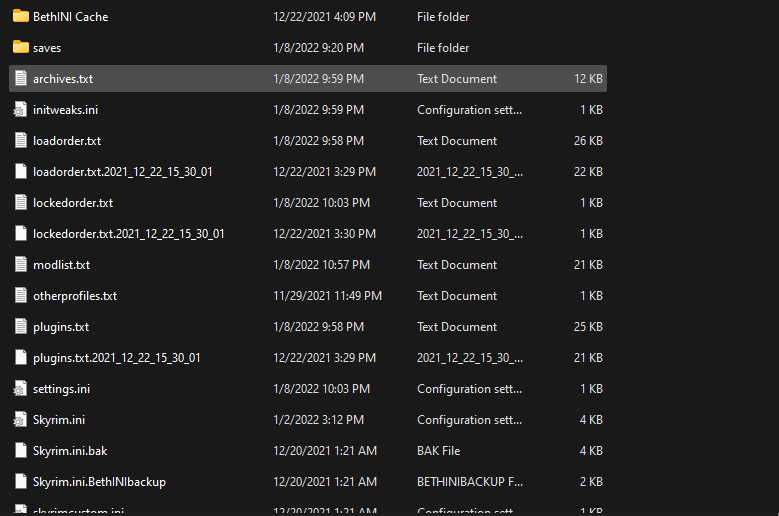 BethINI Cache 12/22/2021 4:09 PM File folder
saves 1/8/2022 9:20 PM File folder
archives.txt 1/8/2022 9:59 PM Text Document 12 KB
initweaks.ini 1/8/2022 9:59 PM Configuration sett... 1 KB
loadorder.txt 1/8/2022 9:58 PM Text Document 26 KB
loadorder.txt.2021_12_22_15_30_01 12/22/2021 3:29 PM 2021_12_22_15_30_... 22 KB
lockedorder.txt 1/8/2022 10:03 PM Text Document 1 KB
lockedorder.txt.2021_12_22_15_30_01 12/22/2021 3:30 PM 2021_12_22_15_30_... 1 KB
modlist.txt 1/8/2022 10:57 PM Text Document 21 KB
otherprofiles.txt 11/29/2021 11:49 PM Text Document 1 KB
plugins.txt 1/8/2022 9:58 PM Text Document 25 KB
plugins.txt.2021_12_22_15_30_01 12/22/2021 3:29 PM 2021_12_22_15_30_... 21 KB
settings.ini 1/8/2022 10:03 PM Configuration sett... 1 KB
Skyrim.ini 1/2/2022 3:12 PM Configuration sett... 4 KB
Skyrim.ini.bak 12/20/2021 1:21 AM BAK File 4 KB
Skyrim.ini.BethINIbackup 12/20/2021 1:21 AM BETHINIBACKUP F... 2 KB
skyrimcustom.ini 12/20/2021 1:21 AM Configuration sett... 1 KB